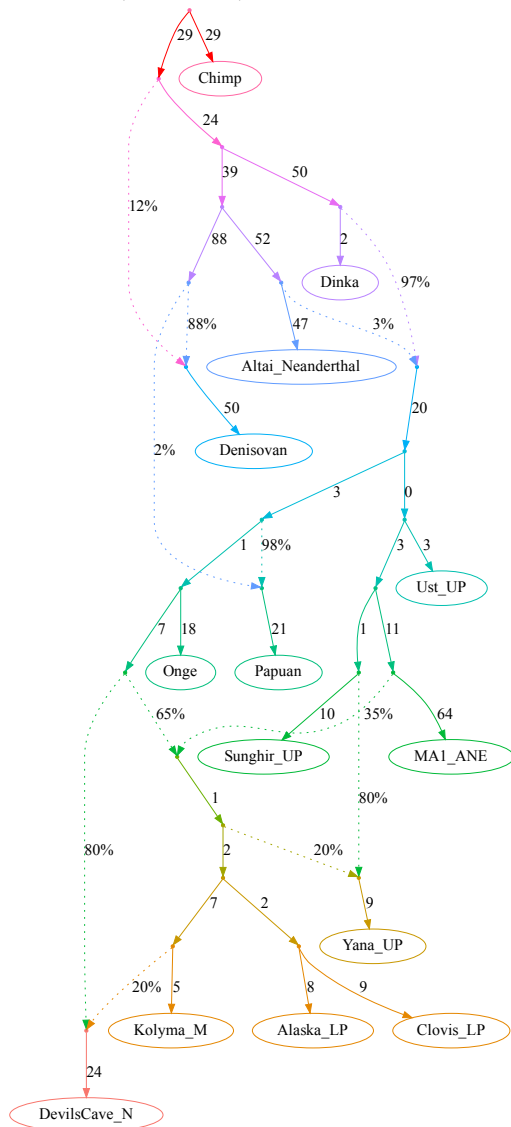 29 29
Chimp
24
39 50
12%
88 52 2
Dinka
97%
88% 47 3%
Altai_Neanderthal
50 20
Denisovan
2%
3 0
1 98% 3 3
Ust_UP
7 18 21 1 11
Onge Papuan
65% 10 35% 64
Sunghir_UP MA1_ANE
1 80%
80% 2 20%
7 2 9
Yana_UP
20% 5 8 9
Kolyma_M Alaska_LP Clovis_LP
24
DevilsCave_N